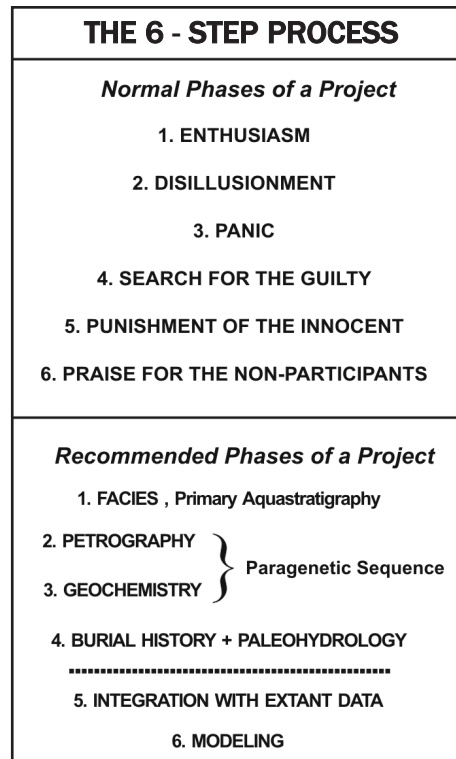 THE 6 - STEP PROCESS
Normal Phases of a Project
1. ENTHUSIASM
2. DISILLUSIONMENT
3. PANIC
4. SEARCH FOR THE GUILTY
5. PUNISHMENT OF THE INNOCENT
6. PRAISE FOR THE NON-PARTICIPANTS
Recommended Phases of a Project
1. FACIES , Primary Aquastratigraphy
2. PETROGRAPHY
3. GEOCHEMISTRY
Paragenetic Sequence
4. BURIAL HISTORY + PALEOHYDROLOGY
5. INTEGRATION WITH EXTANT DATA
6. MODELING